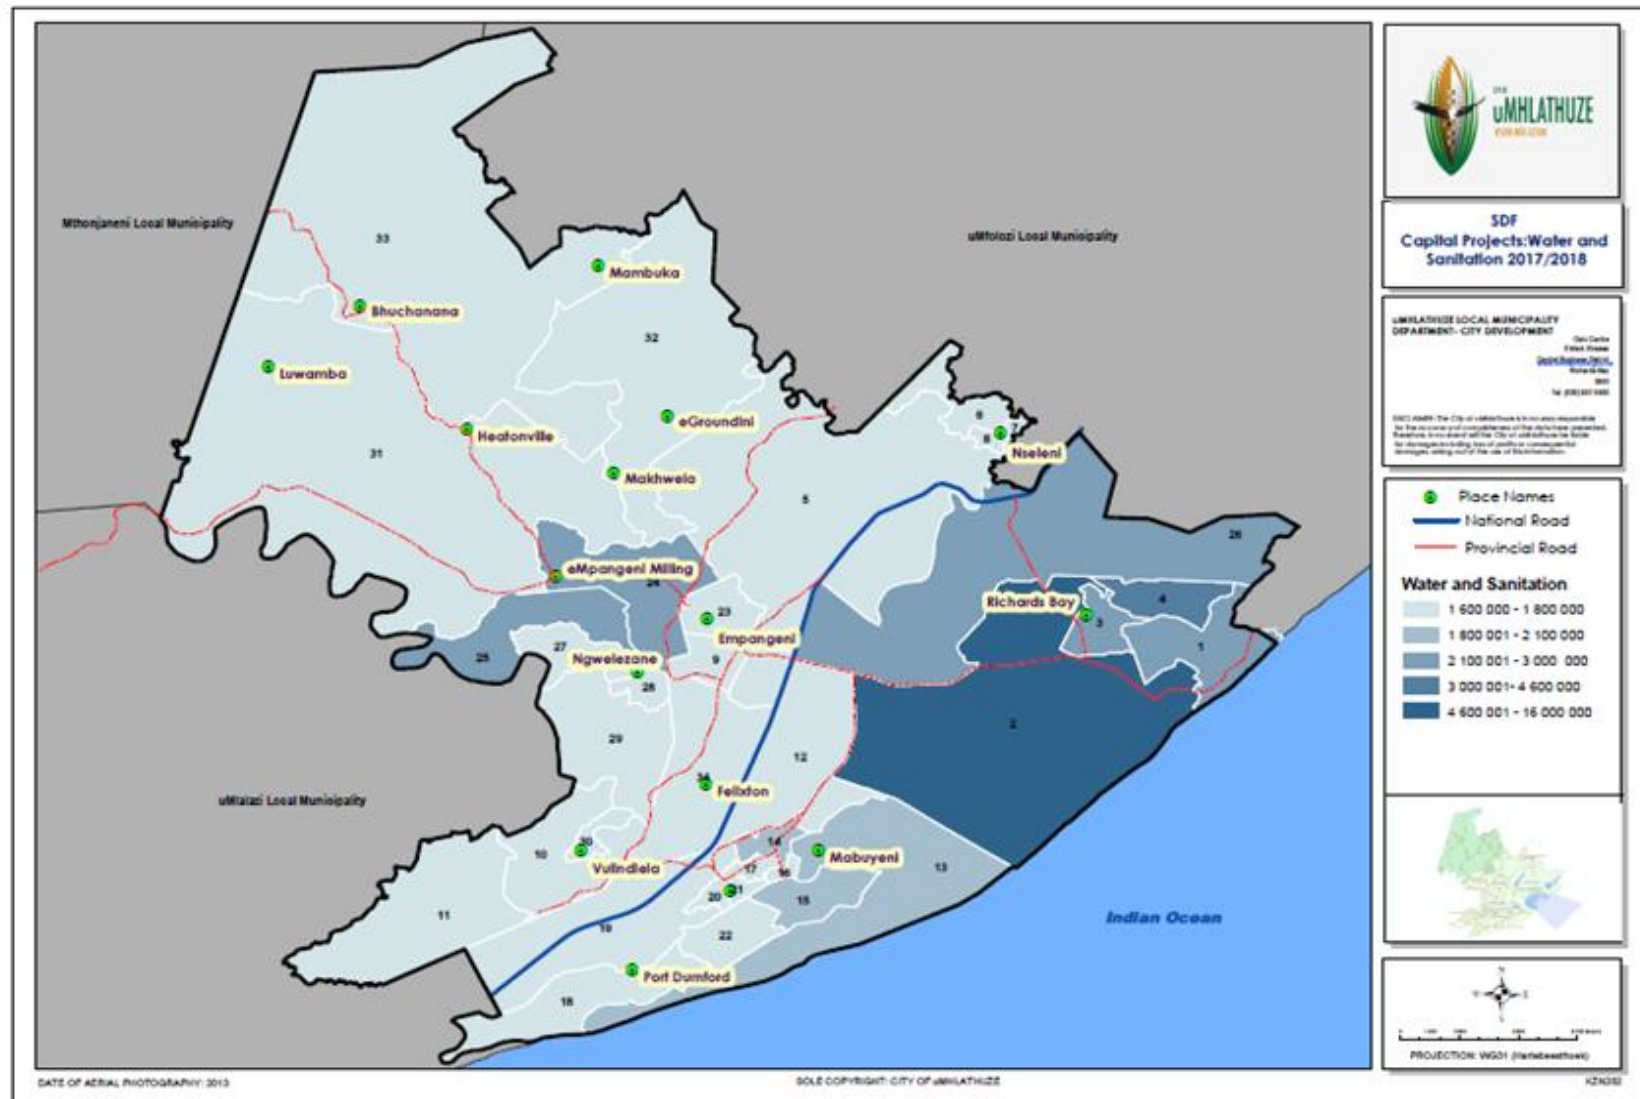 Mthonjaneni Local Municipality
uMfolozi Local Municipality
uMlalazi Local Municipality
33
Mambuka
Bhuchanana
32
Luwamba
eGroundini
Heatonville
31
Makhwela
5
6
7
8
Nseleni
26
eMpangeni Milling
24
Richards Bay
4
3
1
23
Empangeni
27
25
Ngwelezane
9
28
2
29
12
34
Felixton
30
10
Vulindlela
14
Mabuyeni
17
16
13
21
20
15
11
19
22
Port Durnford
18
Indian Ocean
THE
uMHLATHUZE
SDF
Capital Projects:Water and
Sanitation 2017/2018
uMHLATHUZE LOCAL MUNICIPALITY
DEPARTMENT- CITY DEVELOPMENT
Place Names
National Road
Provincial Road
Water and Sanitation
1 600 000 - 1 800 000
1 800 001 - 2 100 000
2 100 001 - 3 000 000
3 000 001- 4 600 000
4 600 001 - 16 000 000
N
S
PROJECTION: WG31 (Hartebeesthoek)
DATE OF AERIAL PHOTOGRAPHY: 2013
SOLE COPYRIGHT: CITY OF uMHLATHUZE
KZN282